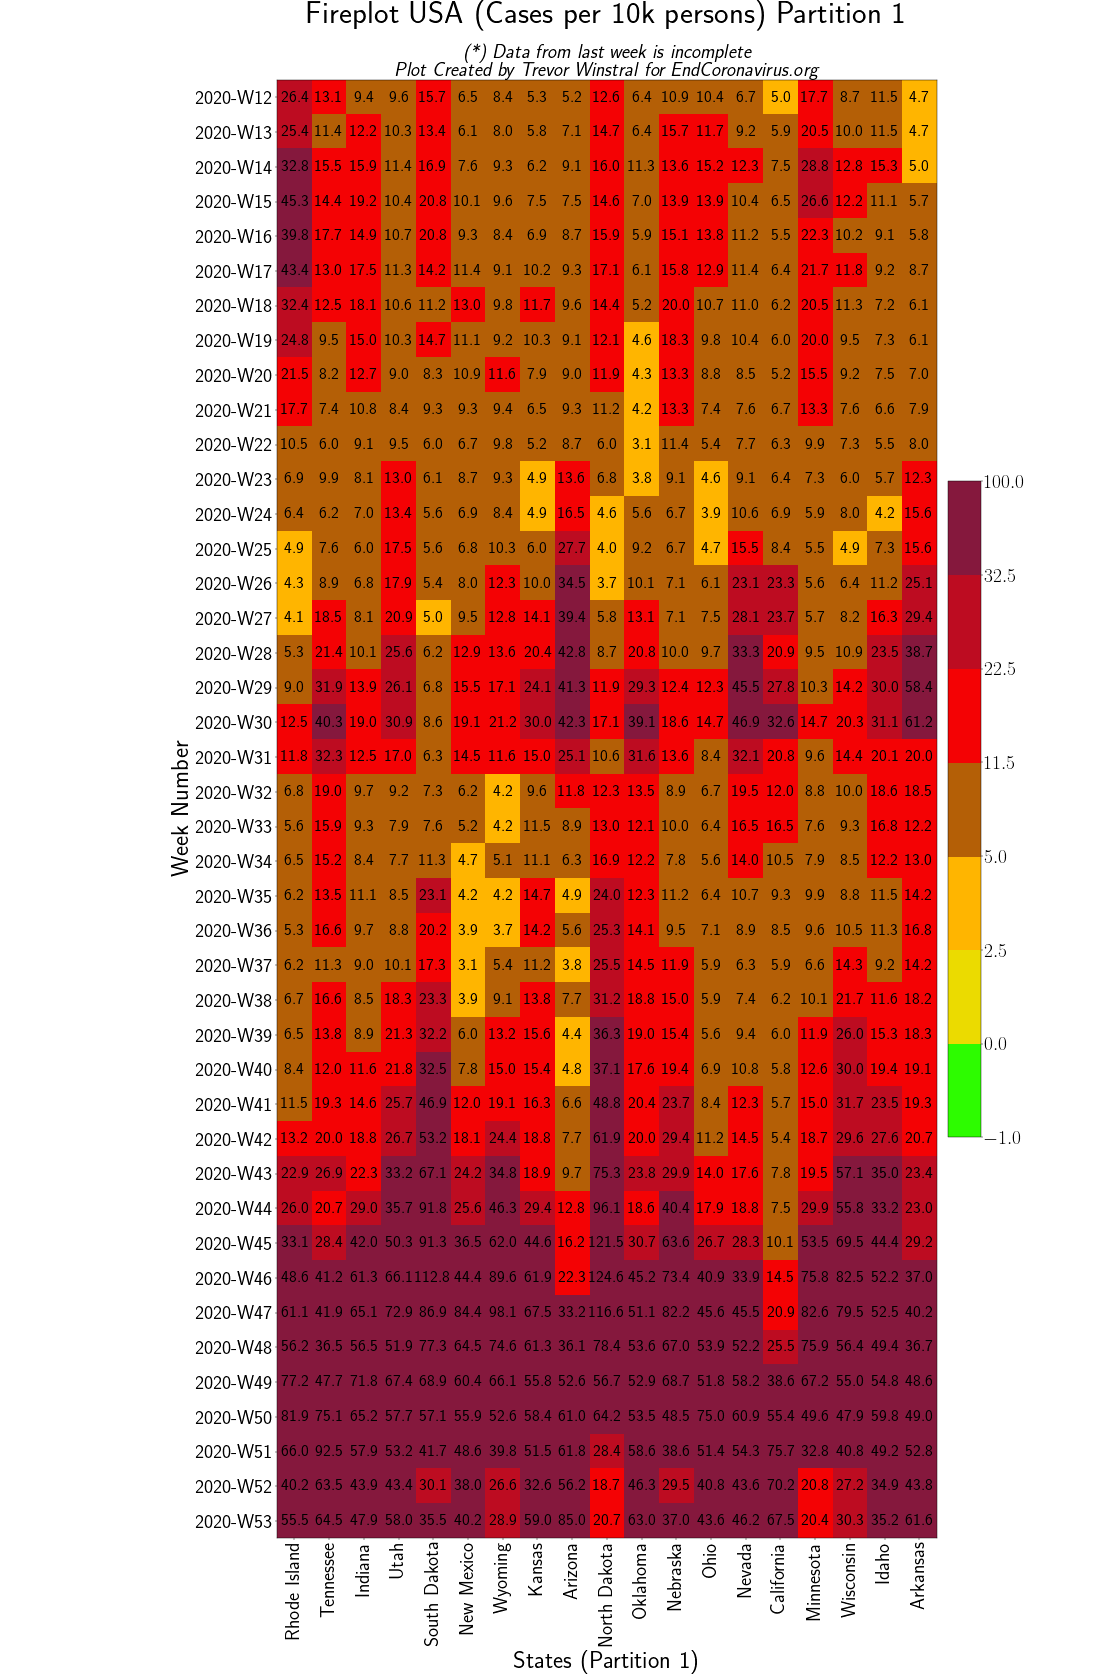 Fireplot USA (Cases per 10k persons) Partition 1
(*) Data from last week is incomplete
Plot Created by Trevor Winstral for EndCoronavirus.org
2020-W12 26.4 13.1 9.4 9.6 15.7 6.5 8.4 5.3 5.2 12.6 6.4 10.9 10.4 6.7 5.0 17.7 8.7 11.5 4.7
2020-W13 25.4 11.4 12.2 10.3 13.4 6.1 8.0 5.8 7.1 14.7 6.4 15.7 11.7 9.2 5.9 20.5 10.0 11.5 4.7
2020-W14 32.8 15.5 15.9 11.4 16.9 7.6 9.3 6.2 9.1 16.0 11.3 13.6 15.2 12.3 7.5 28.8 12.8 15.3 5.0
2020-W15 45.3 14.4 19.2 10.4 20.8 10.1 9.6 7.5 7.5 14.6 7.0 13.9 13.9 10.4 6.5 26.6 12.2 11.1 5.7
2020-W16 39.8 17.7 14.9 10.7 20.8 9.3 8.4 6.9 8.7 15.9 5.9 15.1 13.8 11.2 5.5 22.3 10.2 9.1 5.8
2020-W17 43.4 13.0 17.5 11.3 14.2 11.4 9.1 10.2 9.3 17.1 6.1 15.8 12.9 11.4 6.4 21.7 11.8 9.2 8.7
2020-W18 32.4 12.5 18.1 10.6 11.2 13.0 9.8 11.7 9.6 14.4 5.2 20.0 10.7 11.0 6.2 20.5 11.3 7.2 6.1
2020-W19 24.8 9.5 15.0 10.3 14.7 11.1 9.2 10.3 9.1 12.1 4.6 18.3 9.8 10.4 6.0 20.0 9.5 7.3 6.1
2020-W20 21.5 8.2 12.7 9.0 8.3 10.9 11.6 7.9 9.0 11.9 4.3 13.3 8.8 8.5 5.2 15.5 9.2 7.5 7.0
2020-W21 17.7 7.4 10.8 8.4 9.3 9.3 9.4 6.5 9.3 11.2 4.2 13.3 7.4 7.6 6.7 13.3 7.6 6.6 7.9
2020-W22 10.5 6.0 9.1 9.5 6.0 6.7 9.8 5.2 8.7 6.0 3.1 11.4 5.4 7.7 6.3 9.9 7.3 5.5 8.0
2020-W23 6.9 9.9 8.1 13.0 6.1 8.7 9.3 4.9 13.6 6.8 3.8 9.1 4.6 9.1 6.4 7.3 6.0 5.7 12.3
2020-W24 6.4 6.2 7.0 13.4 5.6 6.9 8.4 4.9 16.5 4.6 5.6 6.7 3.9 10.6 6.9 5.9 8.0 4.2 15.6
2020-W25 4.9 7.6 6.0 17.5 5.6 6.8 10.3 6.0 27.7 4.0 9.2 6.7 4.7 15.5 8.4 5.5 4.9 7.3 15.6
2020-W26 4.3 8.9 6.8 17.9 5.4 8.0 12.3 10.0 34.5 3.7 10.1 7.1 6.1 23.1 23.3 5.6 6.4 11.2 25.1
2020-W27 4.1 18.5 8.1 20.9 5.0 9.5 12.8 14.1 39.4 5.8 13.1 7.1 7.5 28.1 23.7 5.7 8.2 16.3 29.4
2020-W28 5.3 21.4 10.1 25.6 6.2 12.9 13.6 20.4 42.8 8.7 20.8 10.0 9.7 33.3 20.9 9.5 10.9 23.5 38.7
2020-W29 9.0 31.9 13.9 26.1 6.8 15.5 17.1 24.1 41.3 11.9 29.3 12.4 12.3 45.5 27.8 10.3 14.2 30.0 58.4
2020-W30 12.5 40.3 19.0 30.9 8.6 19.1 21.2 30.0 42.3 17.1 39.1 18.6 14.7 46.9 32.6 14.7 20.3 31.1 61.2
2020-W31 11.8 32.3 12.5 17.0 6.3 14.5 11.6 15.0 25.1 10.6 31.6 13.6 8.4 32.1 20.8 9.6 14.4 20.1 20.0
2020-W32 6.8 19.0 9.7 9.2 7.3 6.2 4.2 9.6 11.8 12.3 13.5 8.9 6.7 19.5 12.0 8.8 10.0 18.6 18.5
2020-W33 5.6 15.9 9.3 7.9 7.6 5.2 4.2 11.5 8.9 13.0 12.1 10.0 6.4 16.5 16.5 7.6 9.3 16.8 12.2
2020-W34 6.5 15.2 8.4 7.7 11.3 4.7 5.1 11.1 6.3 16.9 12.2 7.8 5.6 14.0 10.5 7.9 8.5 12.2 13.0
2020-W35 6.2 13.5 11.1 8.5 23.1 4.2 4.2 14.7 4.9 24.0 12.3 11.2 6.4 10.7 9.3 9.9 8.8 11.5 14.2
2020-W36 5.3 16.6 9.7 8.8 20.2 3.9 3.7 14.2 5.6 25.3 14.1 9.5 7.1 8.9 8.5 9.6 10.5 11.3 16.8
2020-W37 6.2 11.3 9.0 10.1 17.3 3.1 5.4 11.2 3.8 25.5 14.5 11.9 5.9 6.3 5.9 6.6 14.3 9.2 14.2
2020-W38 6.7 16.6 8.5 18.3 23.3 3.9 9.1 13.8 7.7 31.2 18.8 15.0 5.9 7.4 6.2 10.1 21.7 11.6 18.2
2020-W39 6.5 13.8 8.9 21.3 32.2 6.0 13.2 15.6 4.4 36.3 19.0 15.4 5.6 9.4 6.0 11.9 26.0 15.3 18.3
2020-W40 8.4 12.0 11.6 21.8 32.5 7.8 15.0 15.4 4.8 37.1 17.6 19.4 6.9 10.8 5.8 12.6 30.0 19.4 19.1
2020-W41 11.5 19.3 14.6 25.7 46.9 12.0 19.1 16.3 6.6 48.8 20.4 23.7 8.4 12.3 5.7 15.0 31.7 23.5 19.3
2020-W42 13.2 20.0 18.8 26.7 53.2 18.1 24.4 18.8 7.7 61.9 20.0 29.4 11.2 14.5 5.4 18.7 29.6 27.6 20.7
2020-W43 22.9 26.9 22.3 33.2 67.1 24.2 34.8 18.9 9.7 75.3 23.8 29.9 14.0 17.6 7.8 19.5 57.1 35.0 23.4
2020-W44 26.0 20.7 29.0 35.7 91.8 25.6 46.3 29.4 12.8 96.1 18.6 40.4 17.9 18.8 7.5 29.9 55.8 33.2 23.0
2020-W45 33.1 28.4 42.0 50.3 91.3 36.5 62.0 44.6 16.2 121.5 30.7 63.6 26.7 28.3 10.1 53.5 69.5 44.4 29.2
2020-W46 48.6 41.2 61.3 66.1 112.8 44.4 89.6 61.9 22.3 124.6 45.2 73.4 40.9 33.9 14.5 75.8 82.5 52.2 37.0
2020-W47 61.1 41.9 65.1 72.9 86.9 84.4 98.1 67.5 33.2 116.6 51.1 82.2 45.6 45.5 20.9 82.6 79.5 52.5 40.2
2020-W48 56.2 36.5 56.5 51.9 77.3 64.5 74.6 61.3 36.1 78.4 53.6 67.0 53.9 52.2 25.5 75.9 56.4 49.4 36.7
2020-W49 77.2 47.7 71.8 67.4 68.9 60.4 66.1 55.8 52.6 56.7 52.9 68.7 51.8 58.2 38.6 67.2 55.0 54.8 48.6
2020-W50 81.9 75.1 65.2 57.7 57.1 55.9 52.6 58.4 61.0 64.2 53.5 48.5 75.0 60.9 55.4 49.6 47.9 59.8 49.0
2020-W51 66.0 92.5 57.9 53.2 41.7 48.6 39.8 51.5 61.8 28.4 58.6 38.6 51.4 54.3 75.7 32.8 40.8 49.2 52.8
2020-W52 40.2 63.5 43.9 43.4 30.1 38.0 26.6 32.6 56.2 18.7 46.3 29.5 40.8 43.6 70.2 20.8 27.2 34.9 43.8
2020-W53 55.5 64.5 47.9 58.0 35.5 40.2 28.9 59.0 85.0 20.7 63.0 37.0 43.6 46.2 67.5 20.4 30.3 35.2 61.6
Week Number
Rhode Island Tennessee Indiana Utah South Dakota New Mexico Wyoming Kansas Arizona North Dakota Oklahoma Nebraska Ohio Nevada California Minnesota Wisconsin Idaho Arkansas
States (Partition 1)
100.0
32.5
22.5
11.5
5.0
2.5
0.0
−1.0